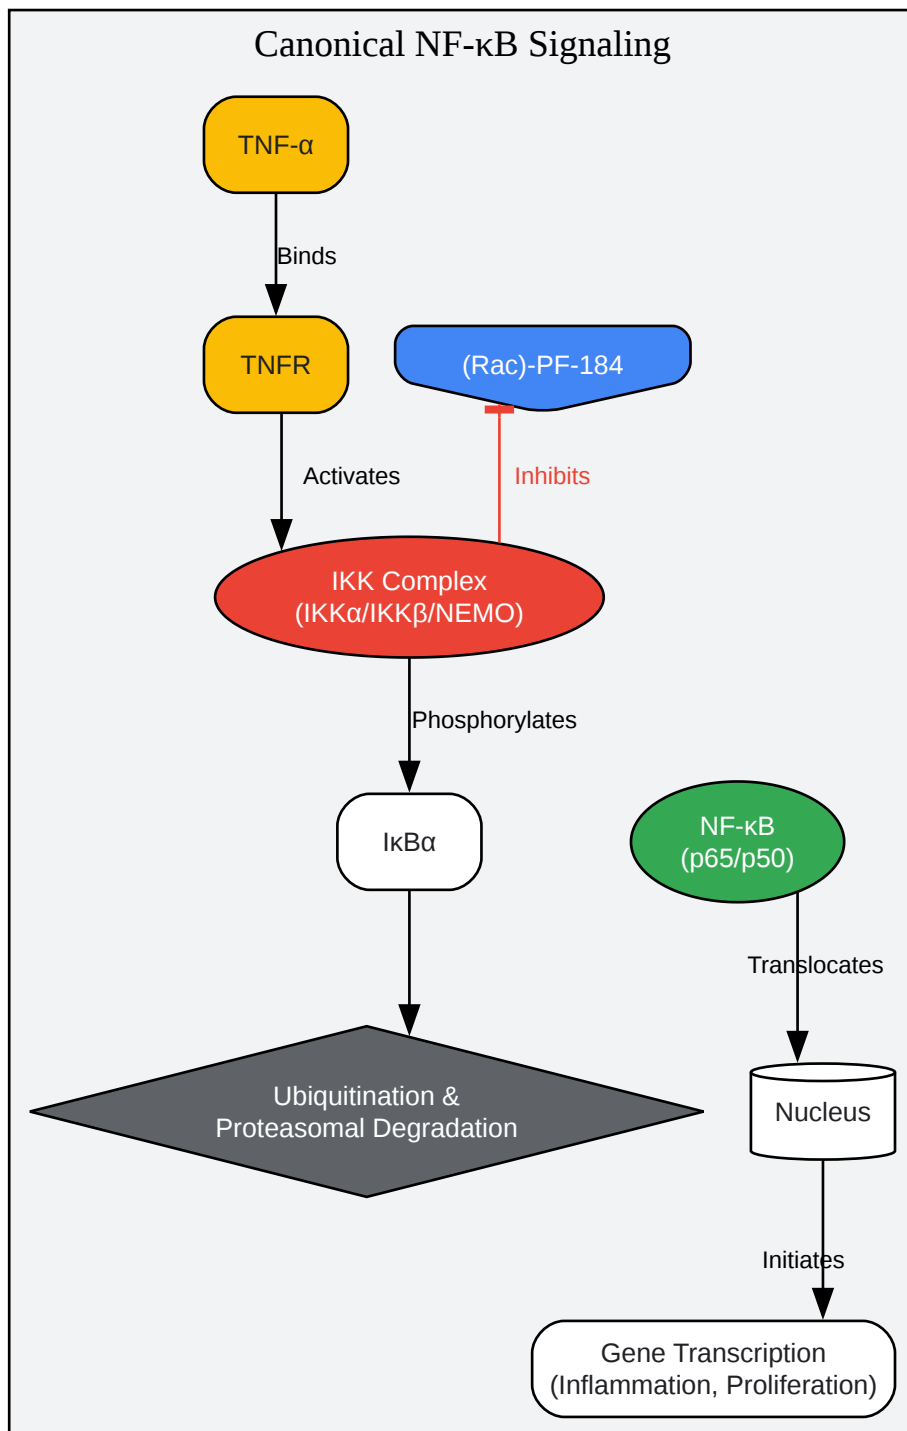 Canonical NF-κB Signaling
TNF-α
Binds
TNFR
(Rac)-PF-184
Activates
Inhibits
IKK Complex
(IKKα/IKKβ/NEMO)
Phosphorylates
IκBα
NF-κB
(p65/p50)
Translocates
Ubiquitination &
Proteasomal Degradation
Nucleus
Initiates
Gene Transcription
(Inflammation, Proliferation)